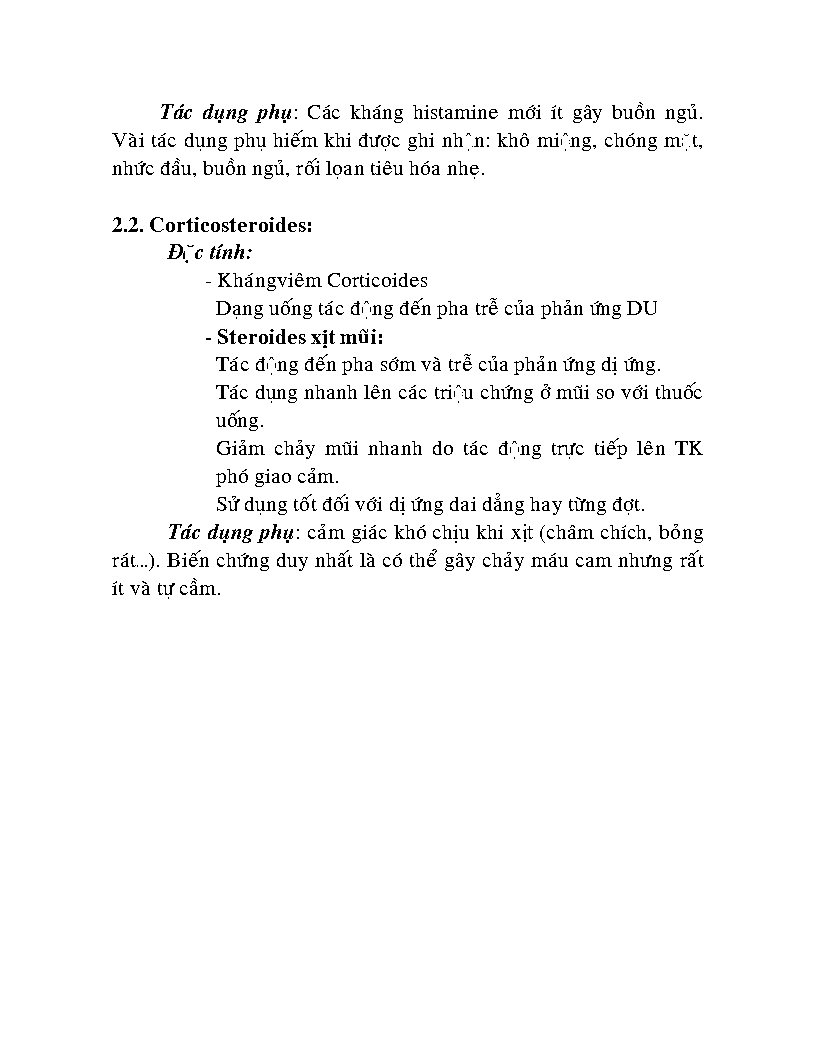 Tác dụng phụ: Các kháng histamine mới ít gây buồn ngủ.
Vài tác dụng phụ hiếm khi được ghi nhận: khô miệng, chóng mặt,
nhức đầu, buồn ngủ, rối lọan tiêu hóa nhẹ.
2.2. Corticosteroides:
Đặc tính:
- Khángviêm Corticoides
Dạng uống tác động đến pha trễ của phản ứng DU
- Steroides xịt mũi:
Tác động đến pha sớm và trễ của phản ứng dị ứng.
Tác dụng nhanh lên các triệu chứng ở mũi so với thuốc
uống.
Giảm chảy mũi nhanh do tác động trực tiếp lên TK
phó giao cảm.
Sử dụng tốt đối với dị ứng dai dẳng hay từng đợt.
Tác dụng phụ: cảm giác khó chịu khi xịt (châm chích, bỏng
rát...). Biến chứng duy nhất là có thể gây chảy máu cam nhưng rất
ít và tự cầm.